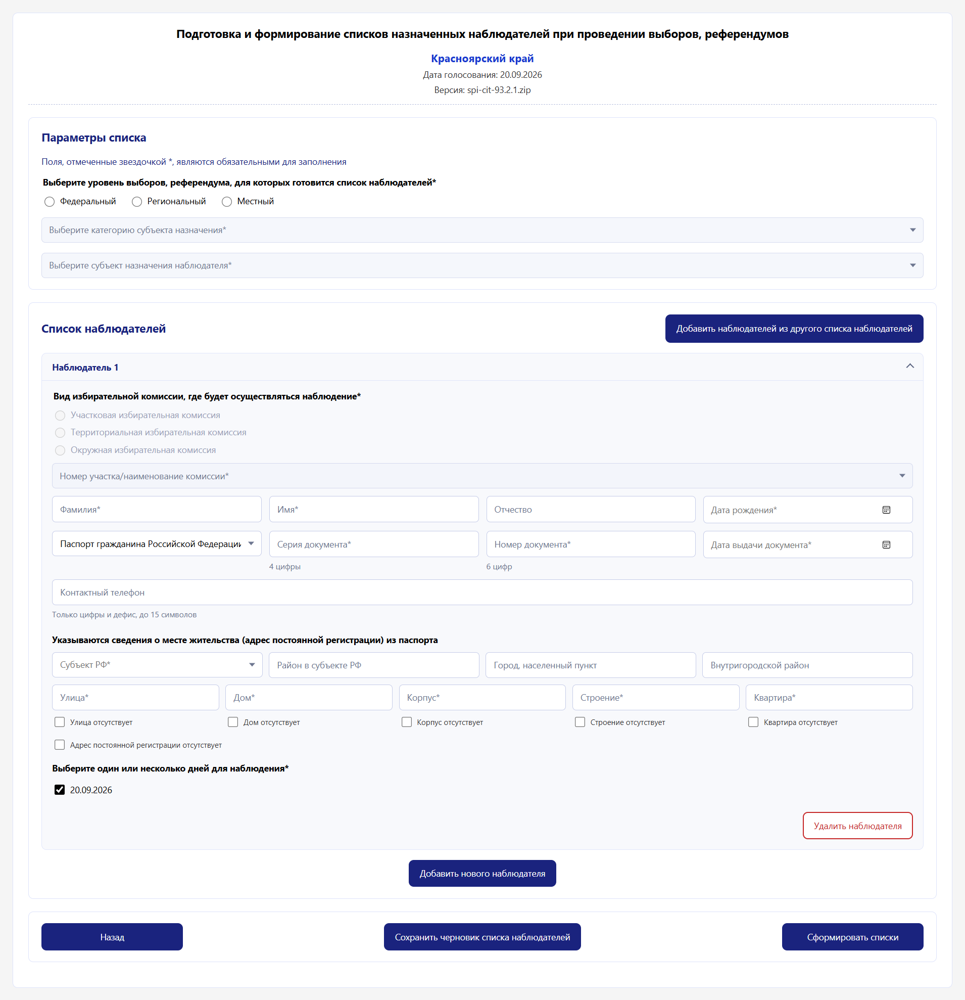 Подготовка и формирование списков назначенных наблюдателей при проведении выборов, референдумов
Красноярский край
Дата голосования: 20.09.2026
Версия: spi-cit-93.2.1.zip
Параметры списка
Поля, отмеченные звездочкой *, являются обязательными для заполнения
Выберите уровень выборов, референдума, для которых готовится список наблюдателей*
Федеральный Региональный Местный
Выберите категорию субъекта назначения*
Выберите субъект назначения наблюдателя*
Список наблюдателей
Добавить наблюдателей из другого списка наблюдателей
Наблюдатель 1
Вид избирательной комиссии, где будет осуществляться наблюдение*
Участковая избирательная комиссия
Территориальная избирательная комиссия
Окружная избирательная комиссия
Номер участка/наименование комиссии*
Фамилия* Имя* Отчество Дата рождения*
Паспорт гражданина Российской Федерации Серия документа* Номер документа* Дата выдачи документа*
4 цифры 6 цифр
Контактный телефон
Только цифры и дефис, до 15 символов
Указываются сведения о месте жительства (адрес постоянной регистрации) из паспорта
Субъект РФ* Район в субъекте РФ Город, населенный пункт Внутригородской район
Улица* Дом* Корпус* Строение* Квартира*
Улица отсутствует Дом отсутствует Корпус отсутствует Строение отсутствует Квартира отсутствует
Адрес постоянной регистрации отсутствует
Выберите один или несколько дней для наблюдения*
20.09.2026
Удалить наблюдателя
Добавить нового наблюдателя
Назад Сохранить черновик списка наблюдателей Сформировать списки